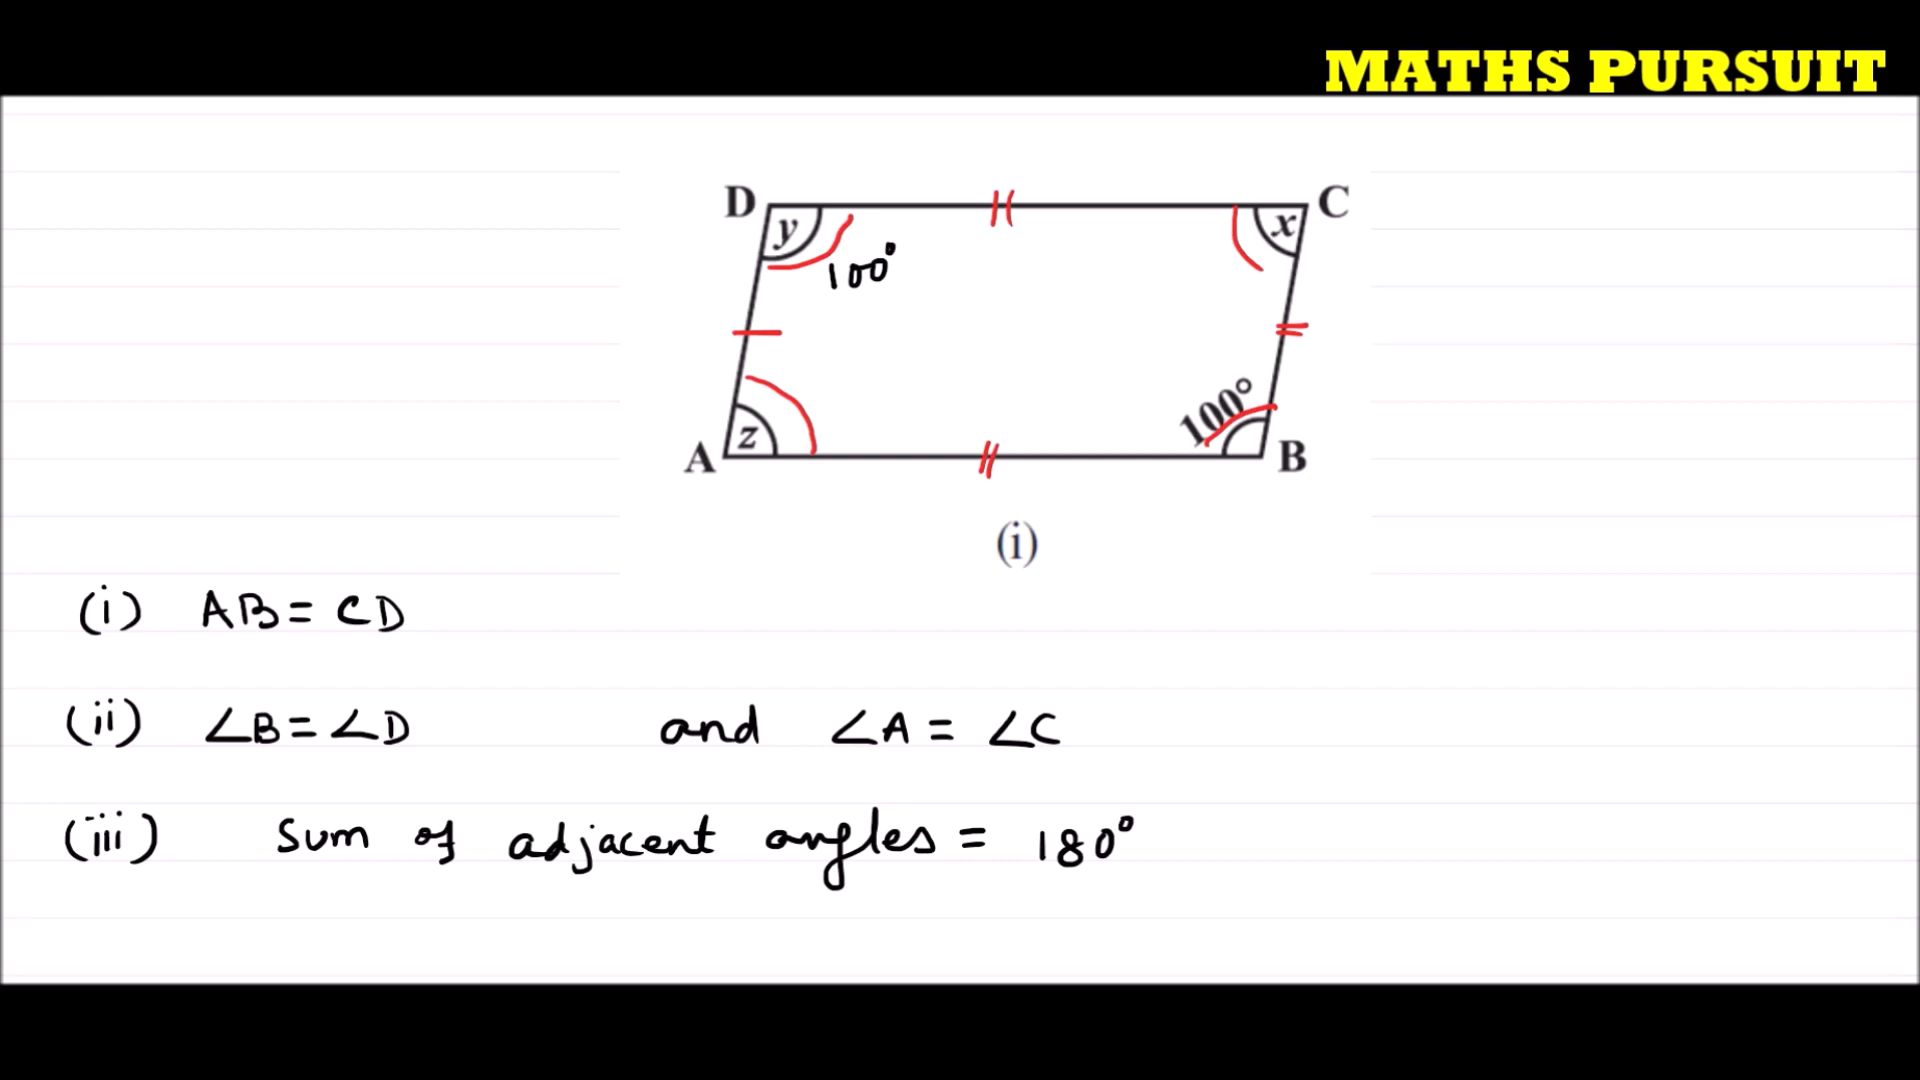 MATHS PURSUIT
D y 100° x C
A z 100° B
(i)
(i) AB = CD
(ii) ∠B = ∠D and ∠A = ∠C
(iii) Sum of adjacent angles = 180°